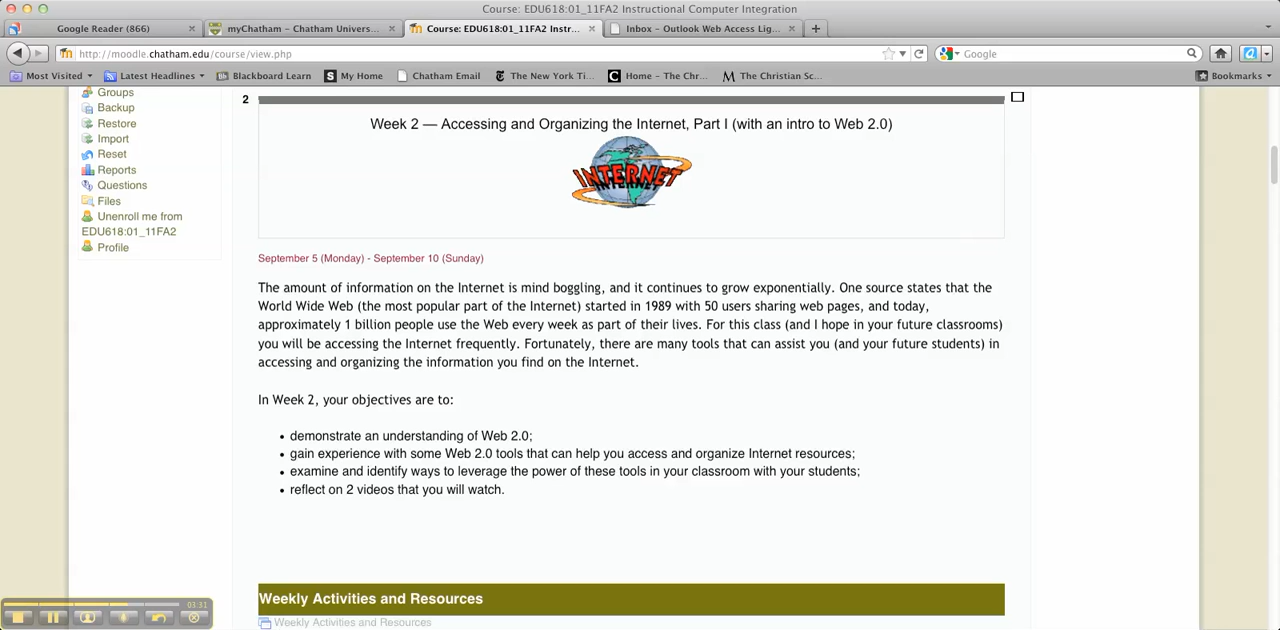 Course: EDU618:01_11FA2 Instructional Computer Integration
Google Reader (866)
myChatham – Chatham Univers...
Course: EDU618:01_11FA2 Instr...
Inbox – Outlook Web Access Lig...
http://moodle.chatham.edu/course/view.php
Google
Most Visited
Latest Headlines
Blackboard Learn
My Home
Chatham Email
The New York Ti...
Home – The Chr...
The Christian Sc...
Bookmarks
Groups
Backup
Restore
Import
Reset
Reports
Questions
Files
Unenroll me from
EDU618:01_11FA2
Profile
2
Week 2 — Accessing and Organizing the Internet, Part I (with an intro to Web 2.0)
INTERNET
September 5 (Monday) - September 10 (Sunday)
The amount of information on the Internet is mind boggling, and it continues to grow exponentially. One source states that the
World Wide Web (the most popular part of the Internet) started in 1989 with 50 users sharing web pages, and today,
approximately 1 billion people use the Web every week as part of their lives. For this class (and I hope in your future classrooms)
you will be accessing the Internet frequently. Fortunately, there are many tools that can assist you (and your future students) in
accessing and organizing the information you find on the Internet.
In Week 2, your objectives are to:
• demonstrate an understanding of Web 2.0;
• gain experience with some Web 2.0 tools that can help you access and organize Internet resources;
• examine and identify ways to leverage the power of these tools in your classroom with your students;
• reflect on 2 videos that you will watch.
Weekly Activities and Resources
Weekly Activities and Resources
03:31